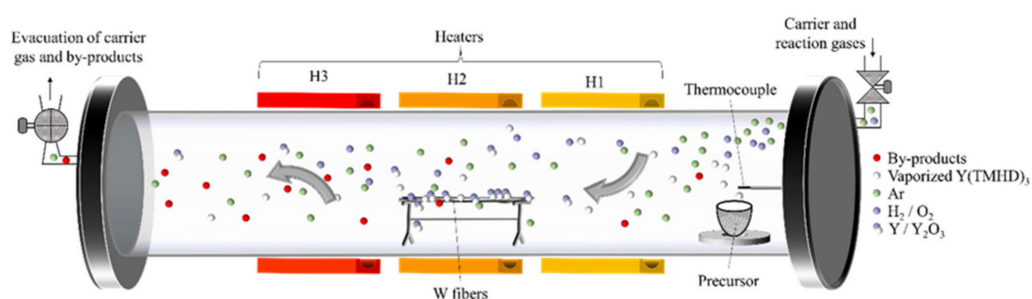 Evacuation of carrier
gas and by-products
Heaters
H3
H2
H1
Carrier and
reaction gases
Thermocouple
By-products
Vaporized Y(TMHD)₃
Ar
H₂ / O₂
Y / Y₂O₃
Precursor
W fibers